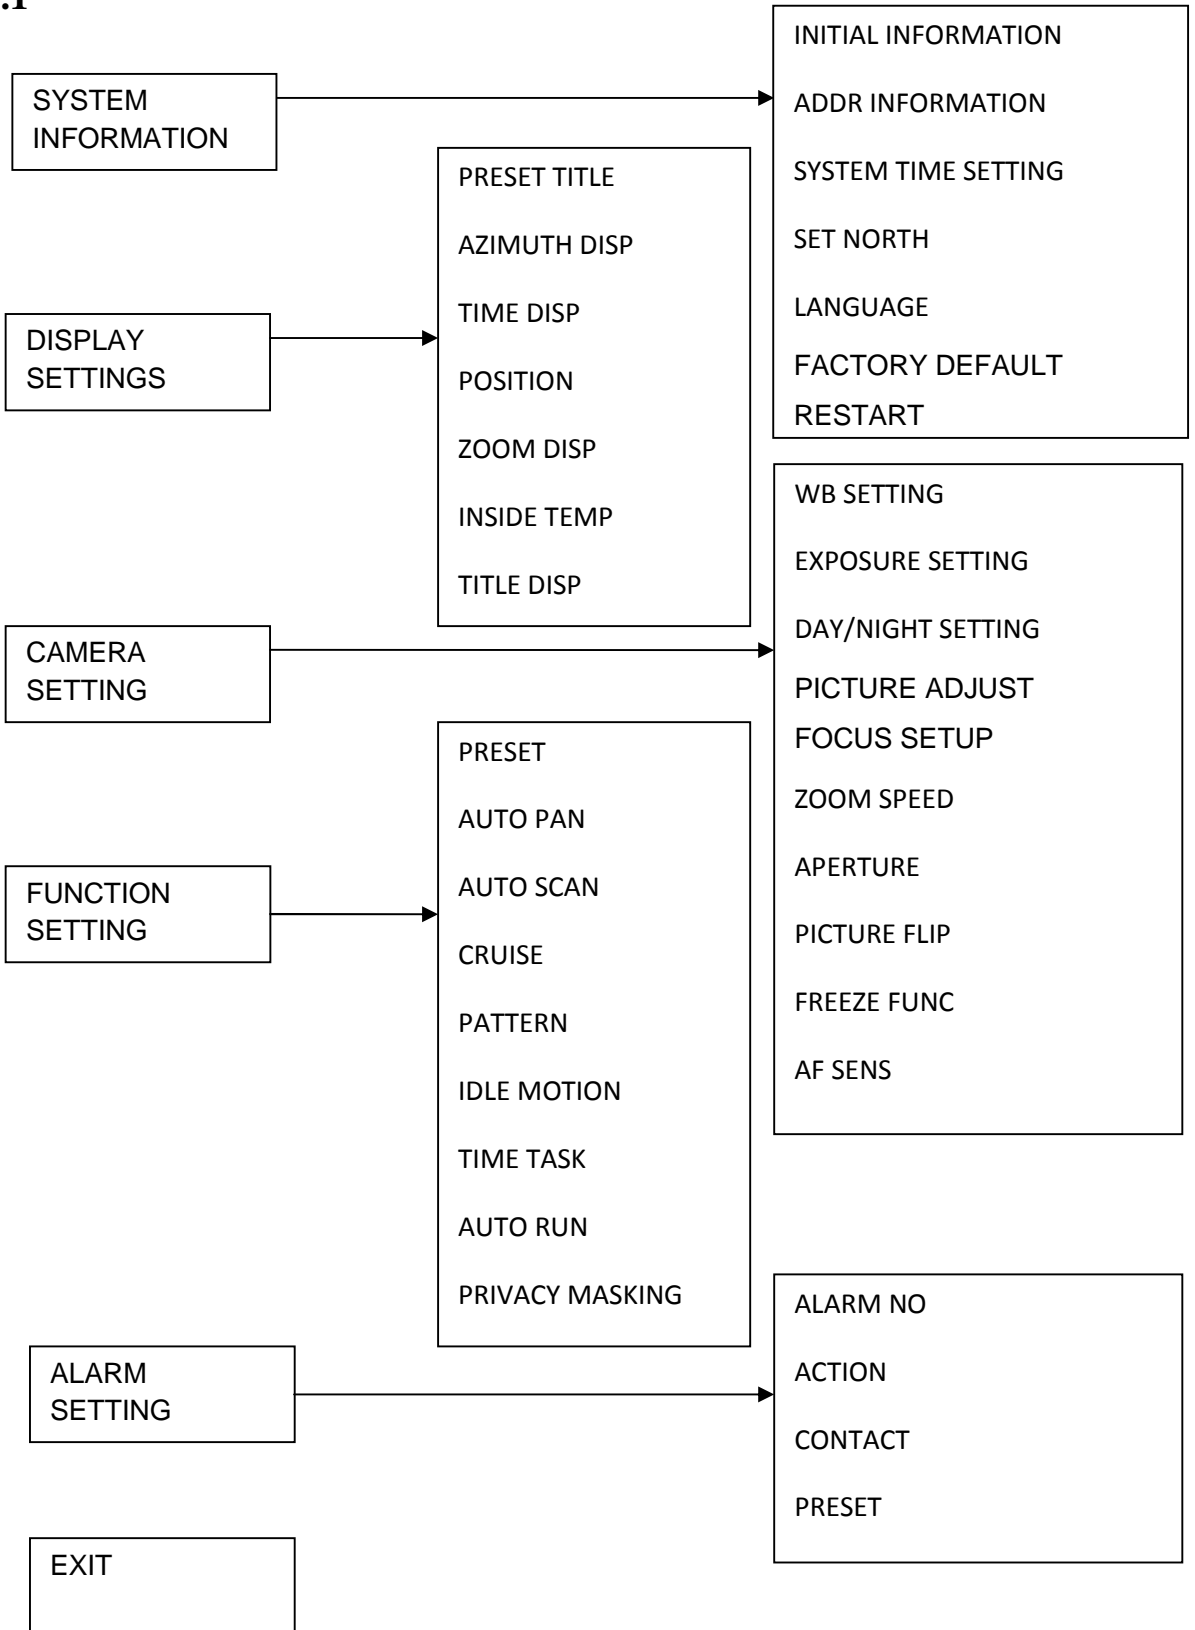 .1
SYSTEM
INFORMATION
INITIAL INFORMATION
ADDR INFORMATION
SYSTEM TIME SETTING
SET NORTH
LANGUAGE
FACTORY DEFAULT
RESTART
DISPLAY
SETTINGS
PRESET TITLE
AZIMUTH DISP
TIME DISP
POSITION
ZOOM DISP
INSIDE TEMP
TITLE DISP
CAMERA
SETTING
WB SETTING
EXPOSURE SETTING
DAY/NIGHT SETTING
PICTURE ADJUST
FOCUS SETUP
ZOOM SPEED
APERTURE
PICTURE FLIP
FREEZE FUNC
AF SENS
FUNCTION
SETTING
PRESET
AUTO PAN
AUTO SCAN
CRUISE
PATTERN
IDLE MOTION
TIME TASK
AUTO RUN
PRIVACY MASKING
ALARM
SETTING
ALARM NO
ACTION
CONTACT
PRESET
EXIT